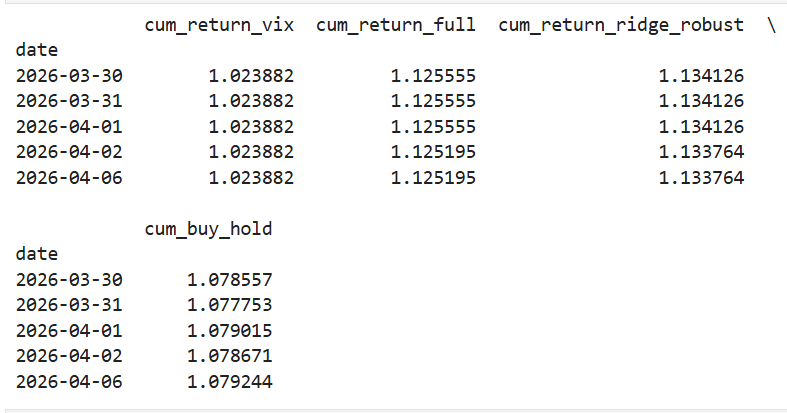 cum_return_vix cum_return_full cum_return_ridge_robust \
date
2026-03-30 1.023882 1.125555 1.134126
2026-03-31 1.023882 1.125555 1.134126
2026-04-01 1.023882 1.125555 1.134126
2026-04-02 1.023882 1.125195 1.133764
2026-04-06 1.023882 1.125195 1.133764
cum_buy_hold
date
2026-03-30 1.078557
2026-03-31 1.077753
2026-04-01 1.079015
2026-04-02 1.078671
2026-04-06 1.079244